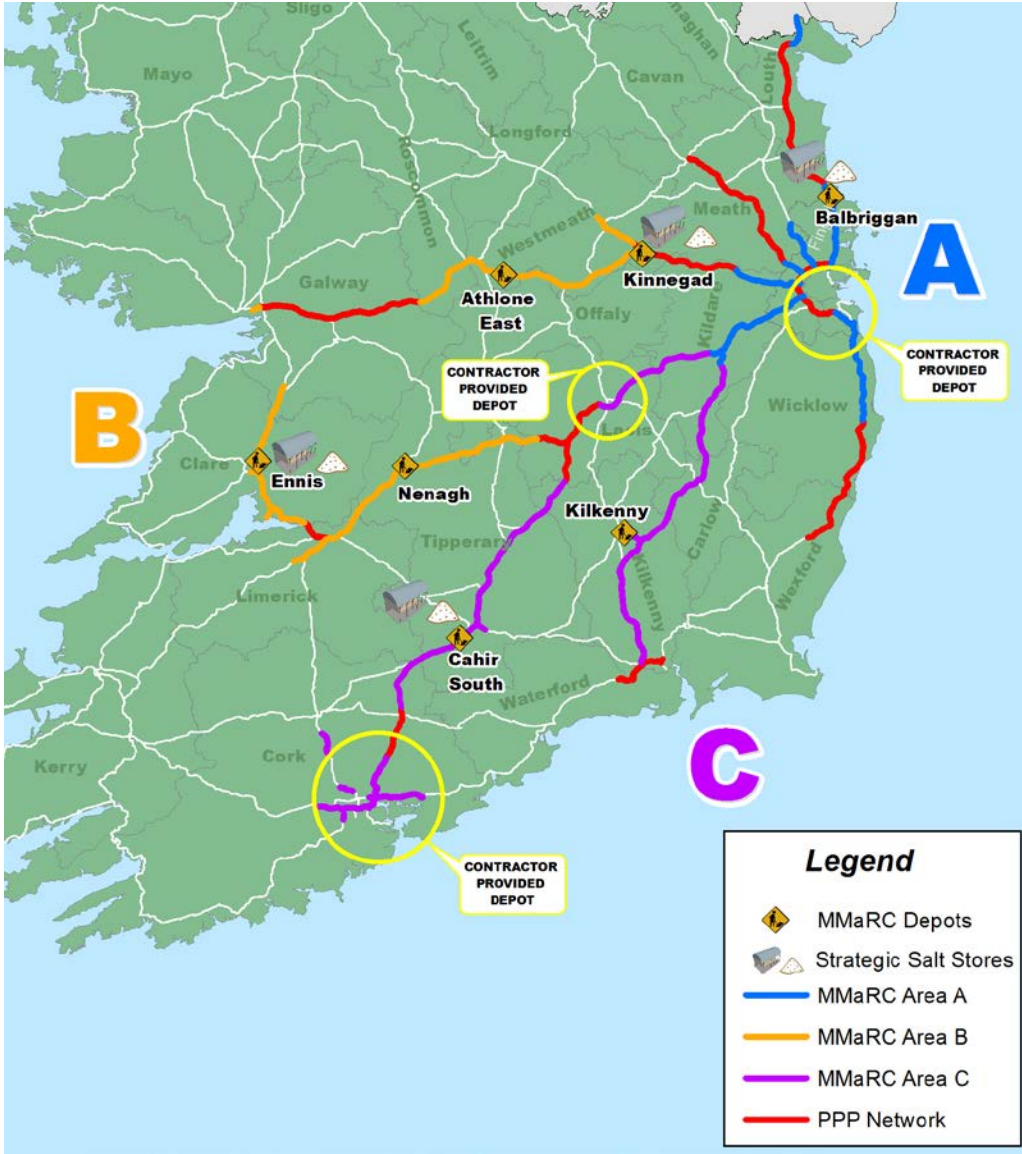 Sligo
Leitrim
Cavan
Louth
Mayo
Longford
Roscommon
Meath
Westmeath
Balbriggan
A
Galway
Athlone
East
Kinnegad
Offaly
Kildare
CONTRACTOR
PROVIDED
DEPOT
CONTRACTOR
PROVIDED
DEPOT
B
Wicklow
Laois
Clare
Ennis
Nenagh
Kilkenny
Carlow
Tipperary
Kilkenny
Wexford
Limerick
Cahir
South
Waterford
C
Cork
Kerry
CONTRACTOR
PROVIDED
DEPOT
Legend
MMaRC Depots
Strategic Salt Stores
MMaRC Area A
MMaRC Area B
MMaRC Area C
PPP Network